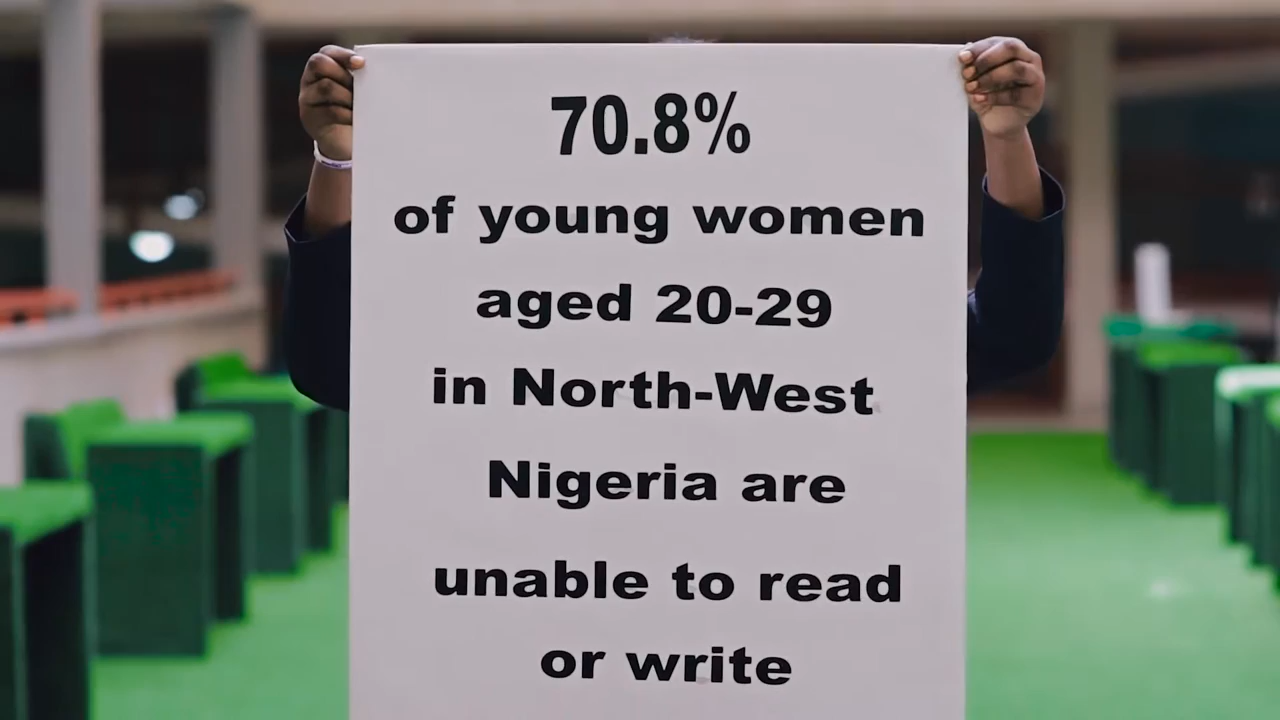 70.8%
of young women
aged 20-29
in North-West
Nigeria are
unable to read
or write